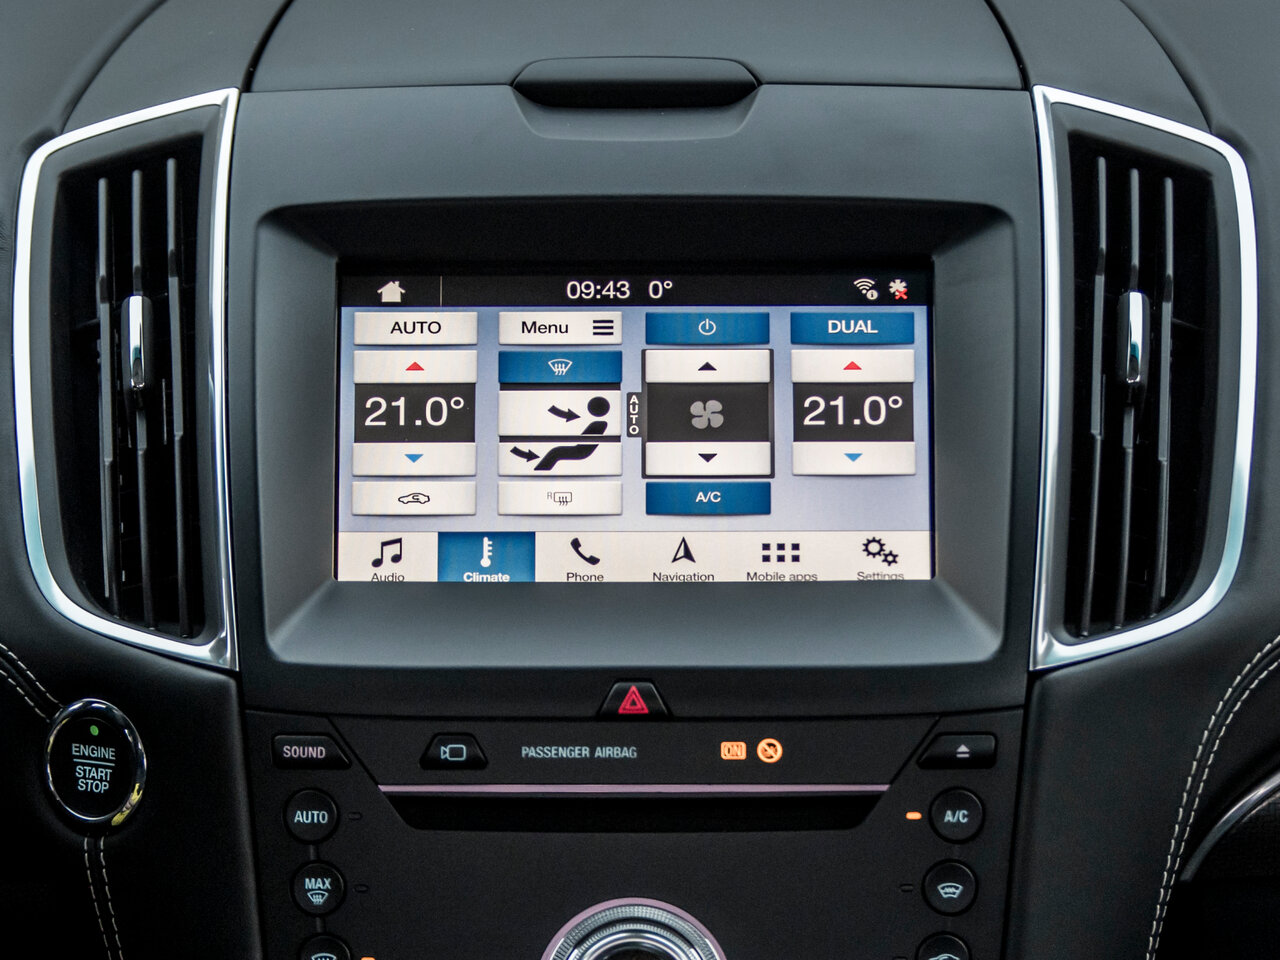 09:43 0°
AUTO
Menu
DUAL
21.0°
AUTO
21.0°
R
A/C
Audio
Climate
Phone
Navigation
Mobile apps
Settings
ENGINE
START
STOP
SOUND
PASSENGER AIRBAG
ON
AUTO
A/C
MAX